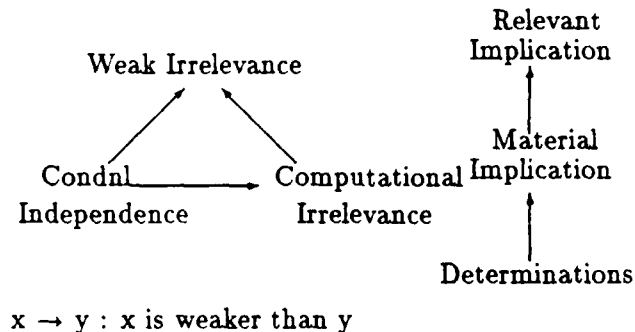 Relevant
Implication
Weak Irrelevance
Material
Implication
Condnl
Independence
Computational
Irrelevance
Determinations
x → y : x is weaker than y